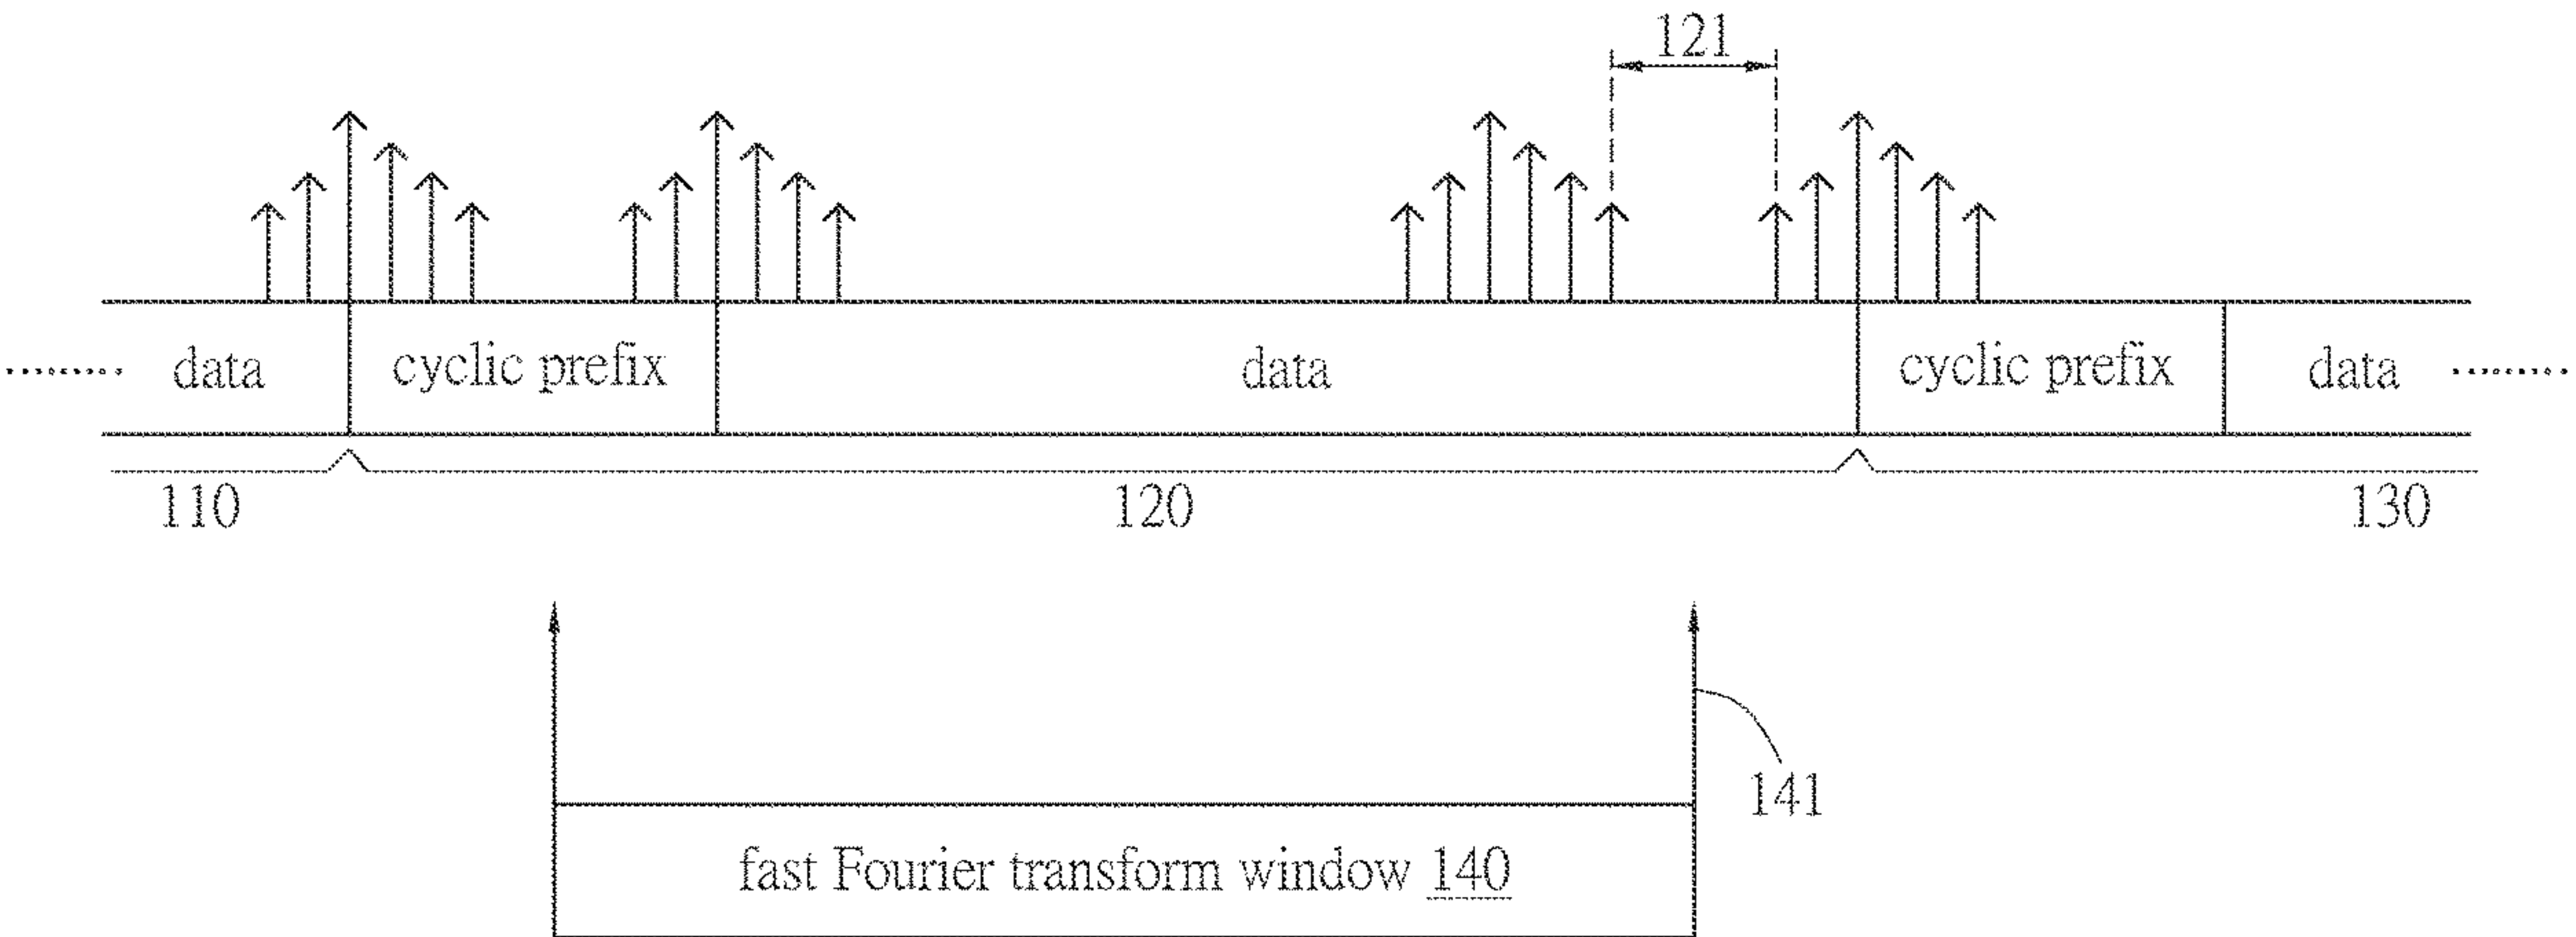 121
data cyclic prefix data cyclic prefix data
110 120 130
141
fast Fourier transform window 140